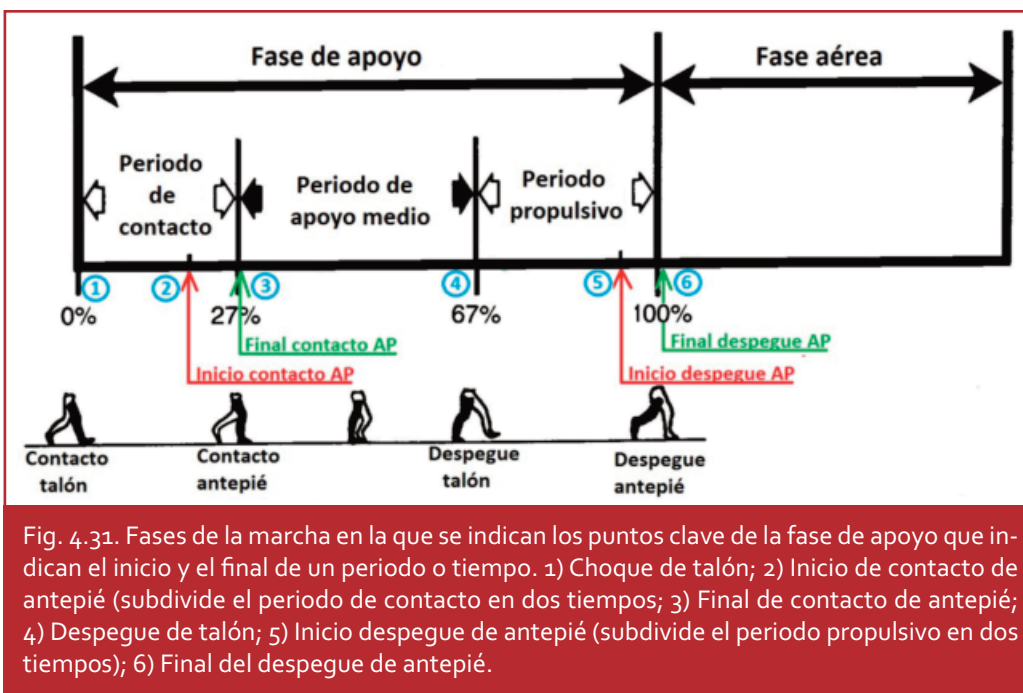 Fase de apoyo
Fase aérea
Periodo
de
contacto
Periodo de
apoyo medio
Periodo
propulsivo
1 2 3 4 5 6
0% 27% 67% 100%
Final contacto AP
Final despegue AP
Inicio contacto AP
Inicio despegue AP
Contacto
talón
Contacto
antepié
Despegue
talón
Despegue
antepié
Fig. 4.31. Fases de la marcha en la que se indican los puntos clave de la fase de apoyo que in-
dican el inicio y el final de un periodo o tiempo. 1) Choque de talón; 2) Inicio de contacto de
antepié (subdivide el periodo de contacto en dos tiempos; 3) Final de contacto de antepié;
4) Despegue de talón; 5) Inicio despegue de antepié (subdivide el periodo propulsivo en dos
tiempos); 6) Final del despegue de antepié.